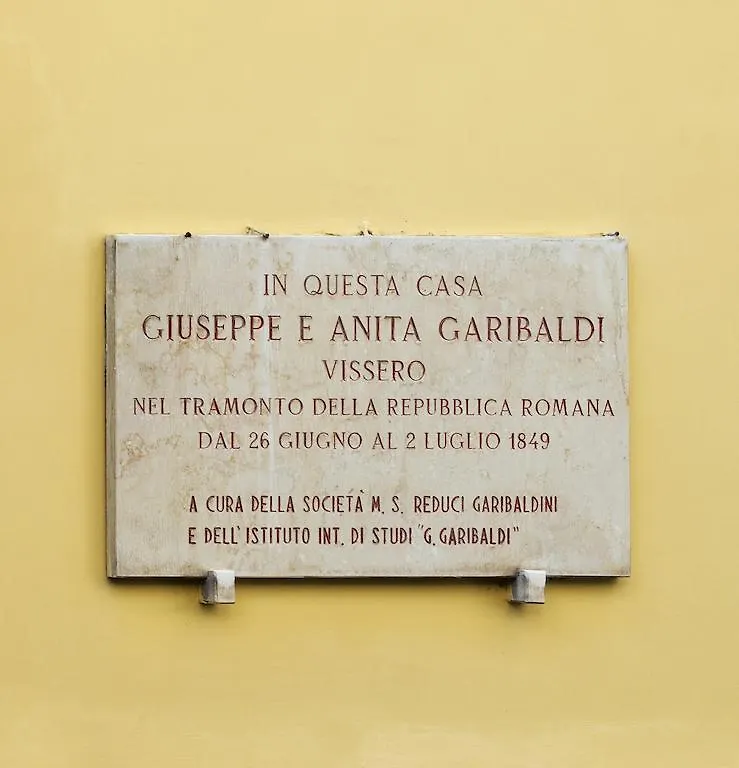 IN QUESTA CASA
GIUSEPPE E ANITA GARIBALDI
VISSERO
NEL TRAMONTO DELLA REPUBBLICA ROMANA
DAL 26 GIUGNO AL 2 LUGLIO 1849
A CURA DELLA SOCIETÀ M. S. REDUCI GARIBALDINI
E DELL' ISTITUTO INT. DI STUDI "G. GARIBALDI"